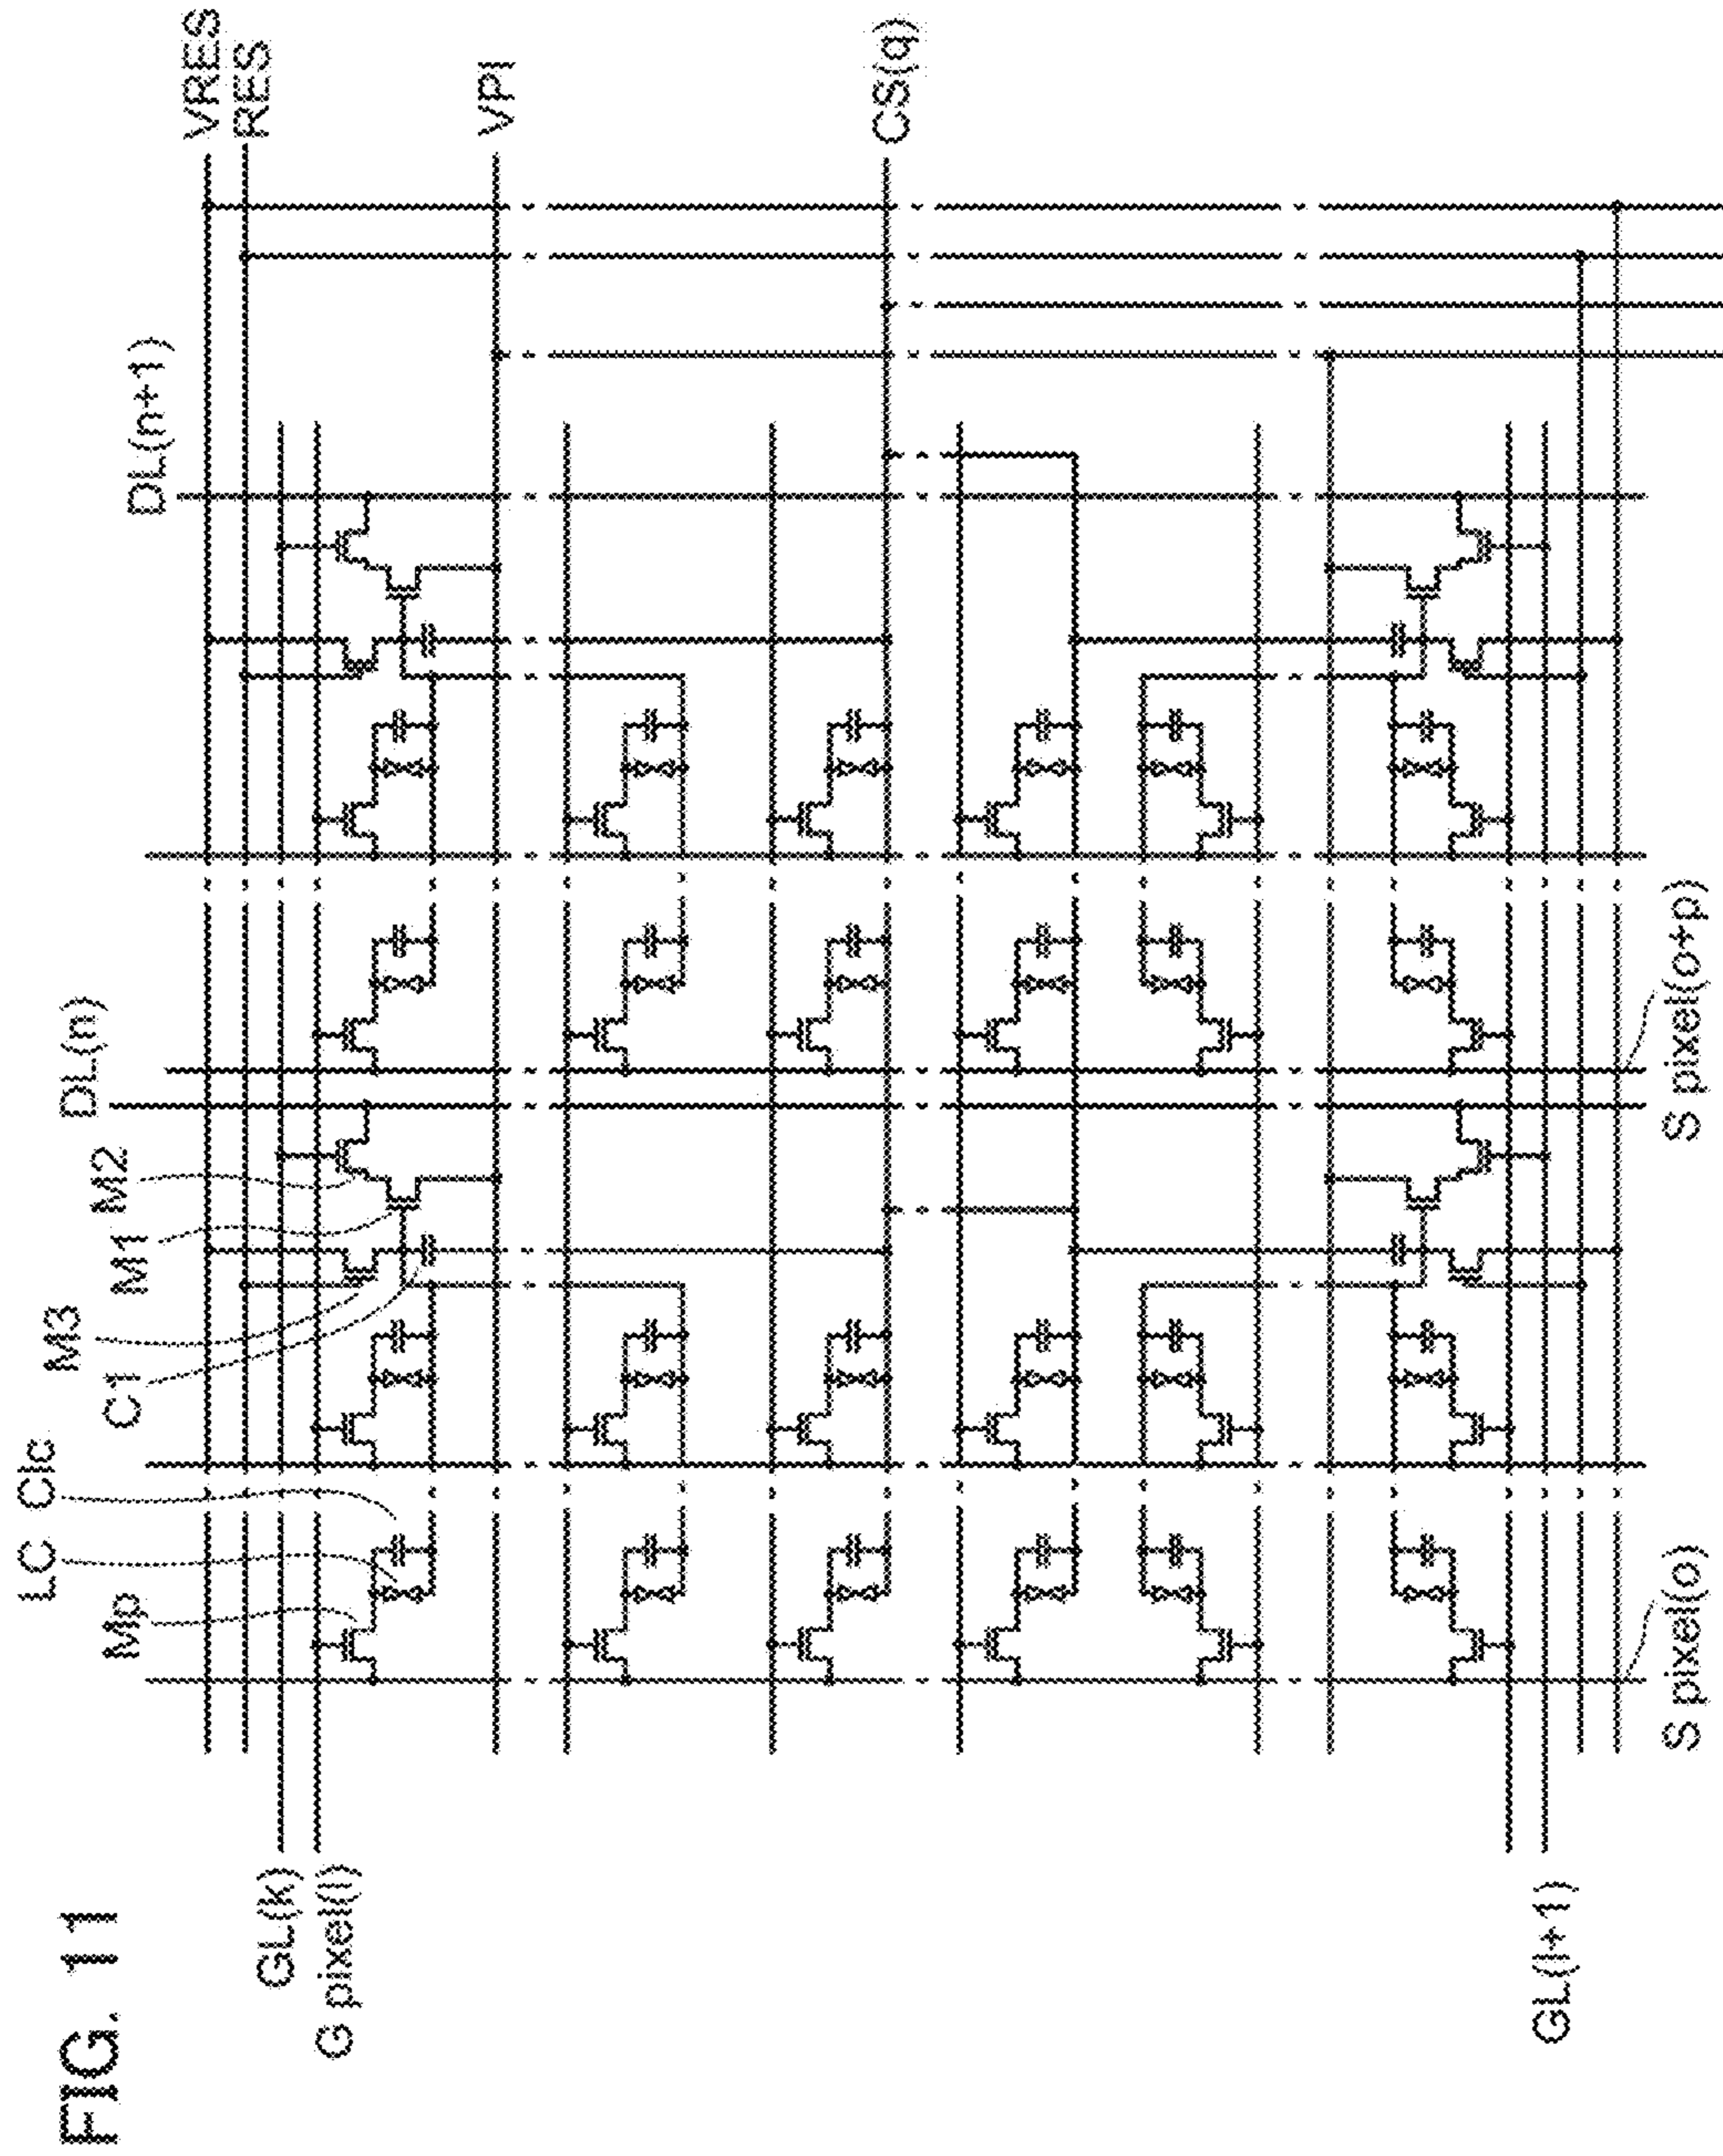 FIG. 11
VRES
RES
VPl
CS(q)
DL(n+1)
DL(n)
M2
M1
M3
C1
Clc
LC
Mp
GL(k)
G pixel(l)
GL(l+1)
S pixel(o+p)
S pixel(o)